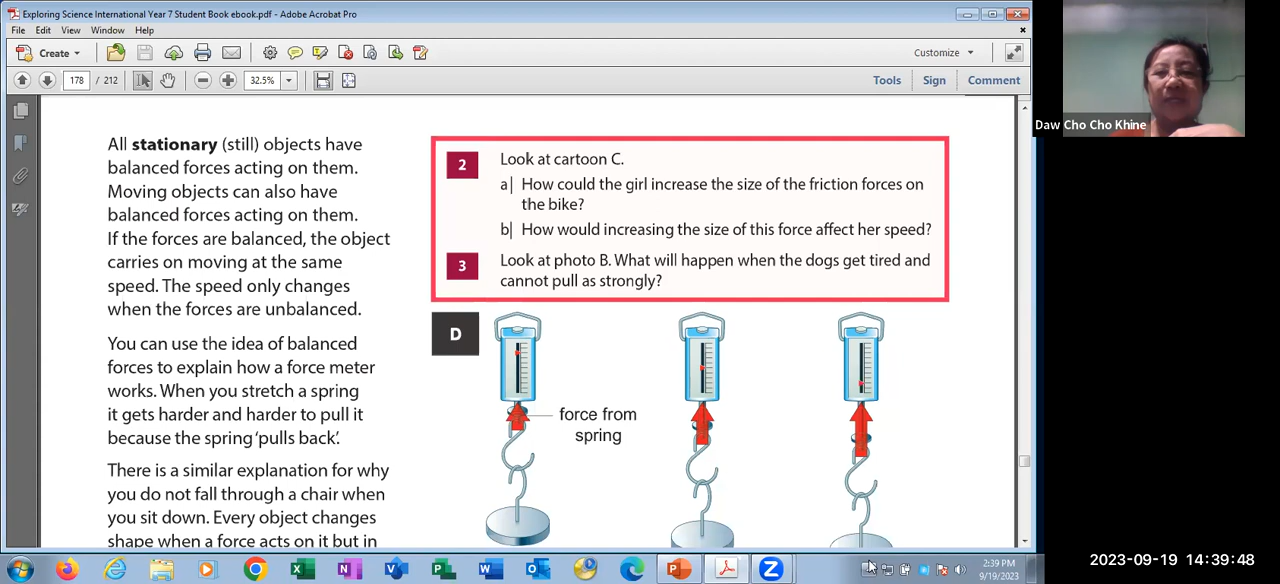 Exploring Science International Year 7 Student Book ebook.pdf - Adobe Acrobat Pro
File Edit View Window Help
Create
Customize
178 / 212
32.5%
Tools Sign Comment
Daw Cho Cho Khine
All stationary (still) objects have
balanced forces acting on them.
Moving objects can also have
balanced forces acting on them.
If the forces are balanced, the object
carries on moving at the same
speed. The speed only changes
when the forces are unbalanced.
You can use the idea of balanced
forces to explain how a force meter
works. When you stretch a spring
it gets harder and harder to pull it
because the spring ‘pulls back’.
There is a similar explanation for why
you do not fall through a chair when
you sit down. Every object changes
shape when a force acts on it but in
2 Look at cartoon C.
a| How could the girl increase the size of the friction forces on
the bike?
b| How would increasing the size of this force affect her speed?
3 Look at photo B. What will happen when the dogs get tired and
cannot pull as strongly?
D
force from
spring
2:39 PM
9/19/2023
2023-09-19 14:39:48